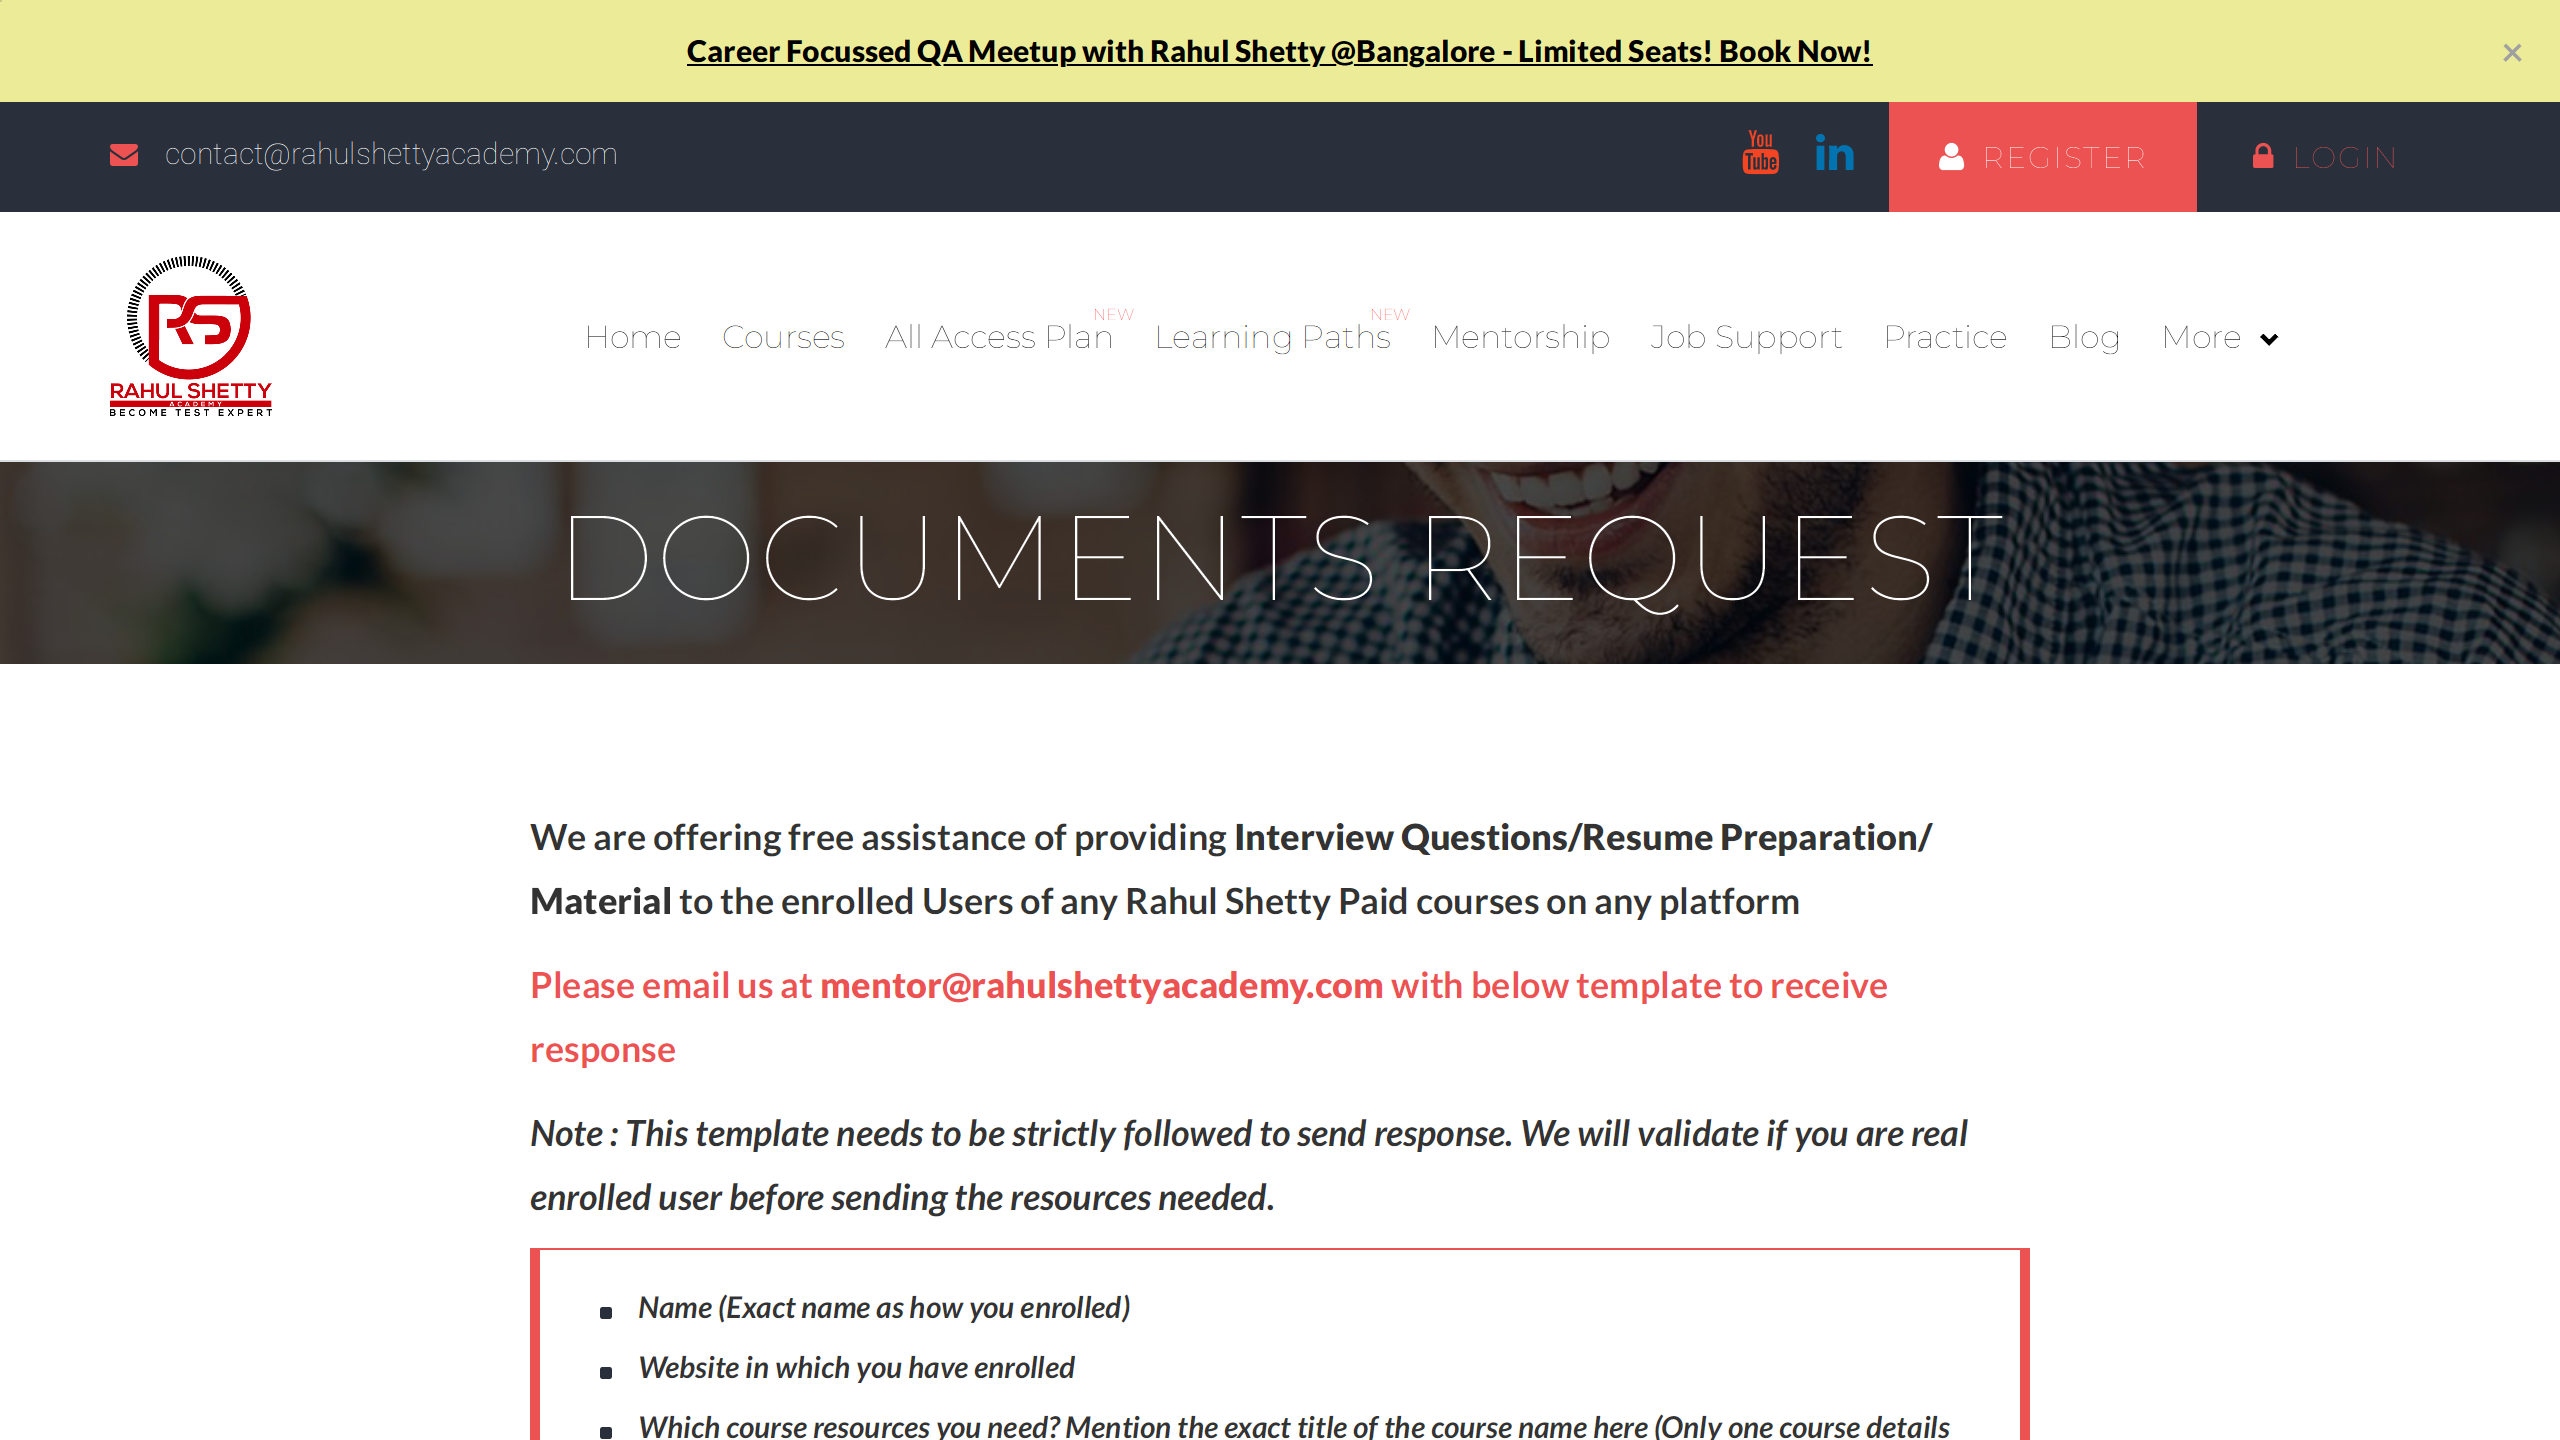 Career Focussed QA Meetup with Rahul Shetty @Bangalore - Limited Seats! Book Now!
×
contact@rahulshettyacademy.com
You
Tube
in
REGISTER
LOGIN
RS
RAHUL SHETTY
ACADEMY
BECOME TEST EXPERT
Home
Courses
All Access Plan
NEW
Learning Paths
NEW
Mentorship
Job Support
Practice
Blog
More
DOCUMENTS REQUEST
We are offering free assistance of providing Interview Questions/Resume Preparation/
Material to the enrolled Users of any Rahul Shetty Paid courses on any platform
Please email us at mentor@rahulshettyacademy.com with below template to receive
response
Note : This template needs to be strictly followed to send response. We will validate if you are real
enrolled user before sending the resources needed.
Name (Exact name as how you enrolled)
Website in which you have enrolled
Which course resources you need? Mention the exact title of the course name here (Only one course details